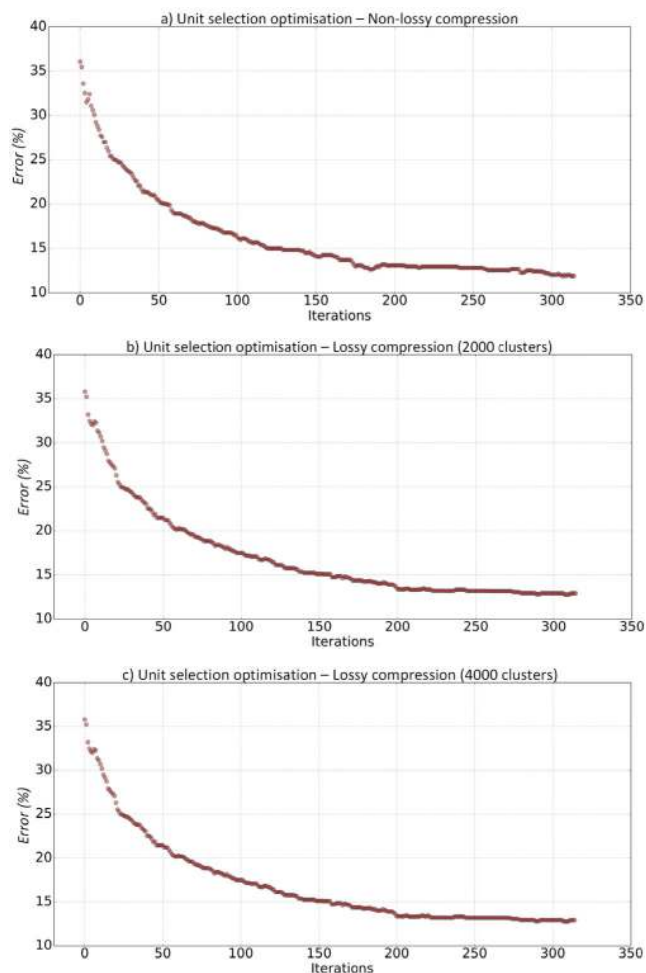 a) Unit selection optimisation – Non-lossy compression
40
35
30
25
20
15
10
Error (%)
0 50 100 150 200 250 300 350
Iterations
b) Unit selection optimisation – Lossy compression (2000 clusters)
40
35
30
25
20
15
10
Error (%)
0 50 100 150 200 250 300 350
Iterations
c) Unit selection optimisation – Lossy compression (4000 clusters)
40
35
30
25
20
15
10
Error (%)
0 50 100 150 200 250 300 350
Iterations